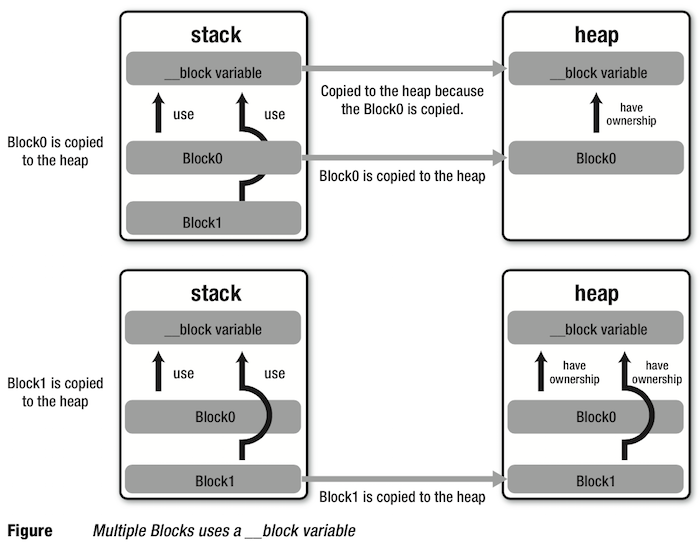 stack
heap
__block variable
__block variable
Copied to the heap because
the Block0 is copied.
use
use
have
ownership
Block0 is copied
to the heap
Block0
Block0
Block0 is copied to the heap
Block1
stack
heap
__block variable
__block variable
use
use
have
ownership
have
ownership
Block1 is copied
to the heap
Block0
Block0
Block1
Block1
Block1 is copied to the heap
Figure Multiple Blocks uses a __block variable